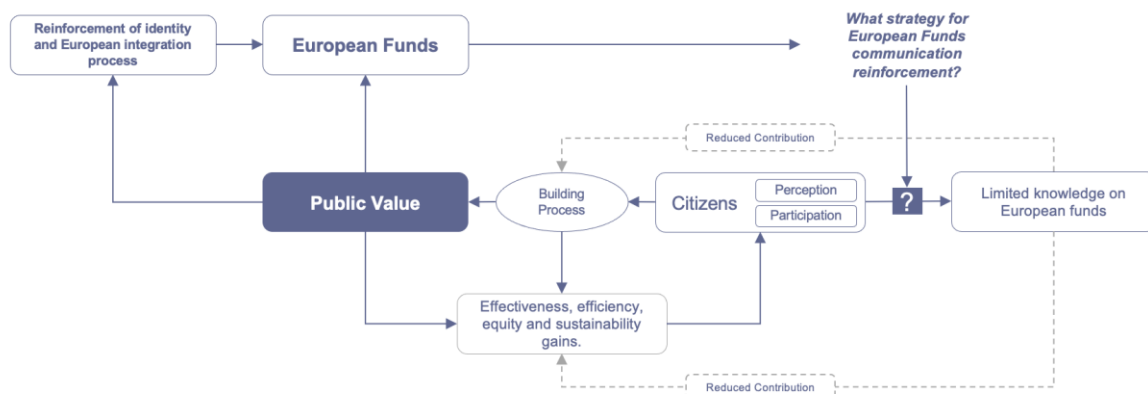 Reinforcement of identity
and European integration
process
European Funds
What strategy for
European Funds
communication
reinforcement?
Reduced Contribution
Public Value
Building
Process
Citizens
Perception
Participation
?
Limited knowledge on
European funds
Effectiveness, efficiency,
equity and sustainability
gains.
Reduced Contribution